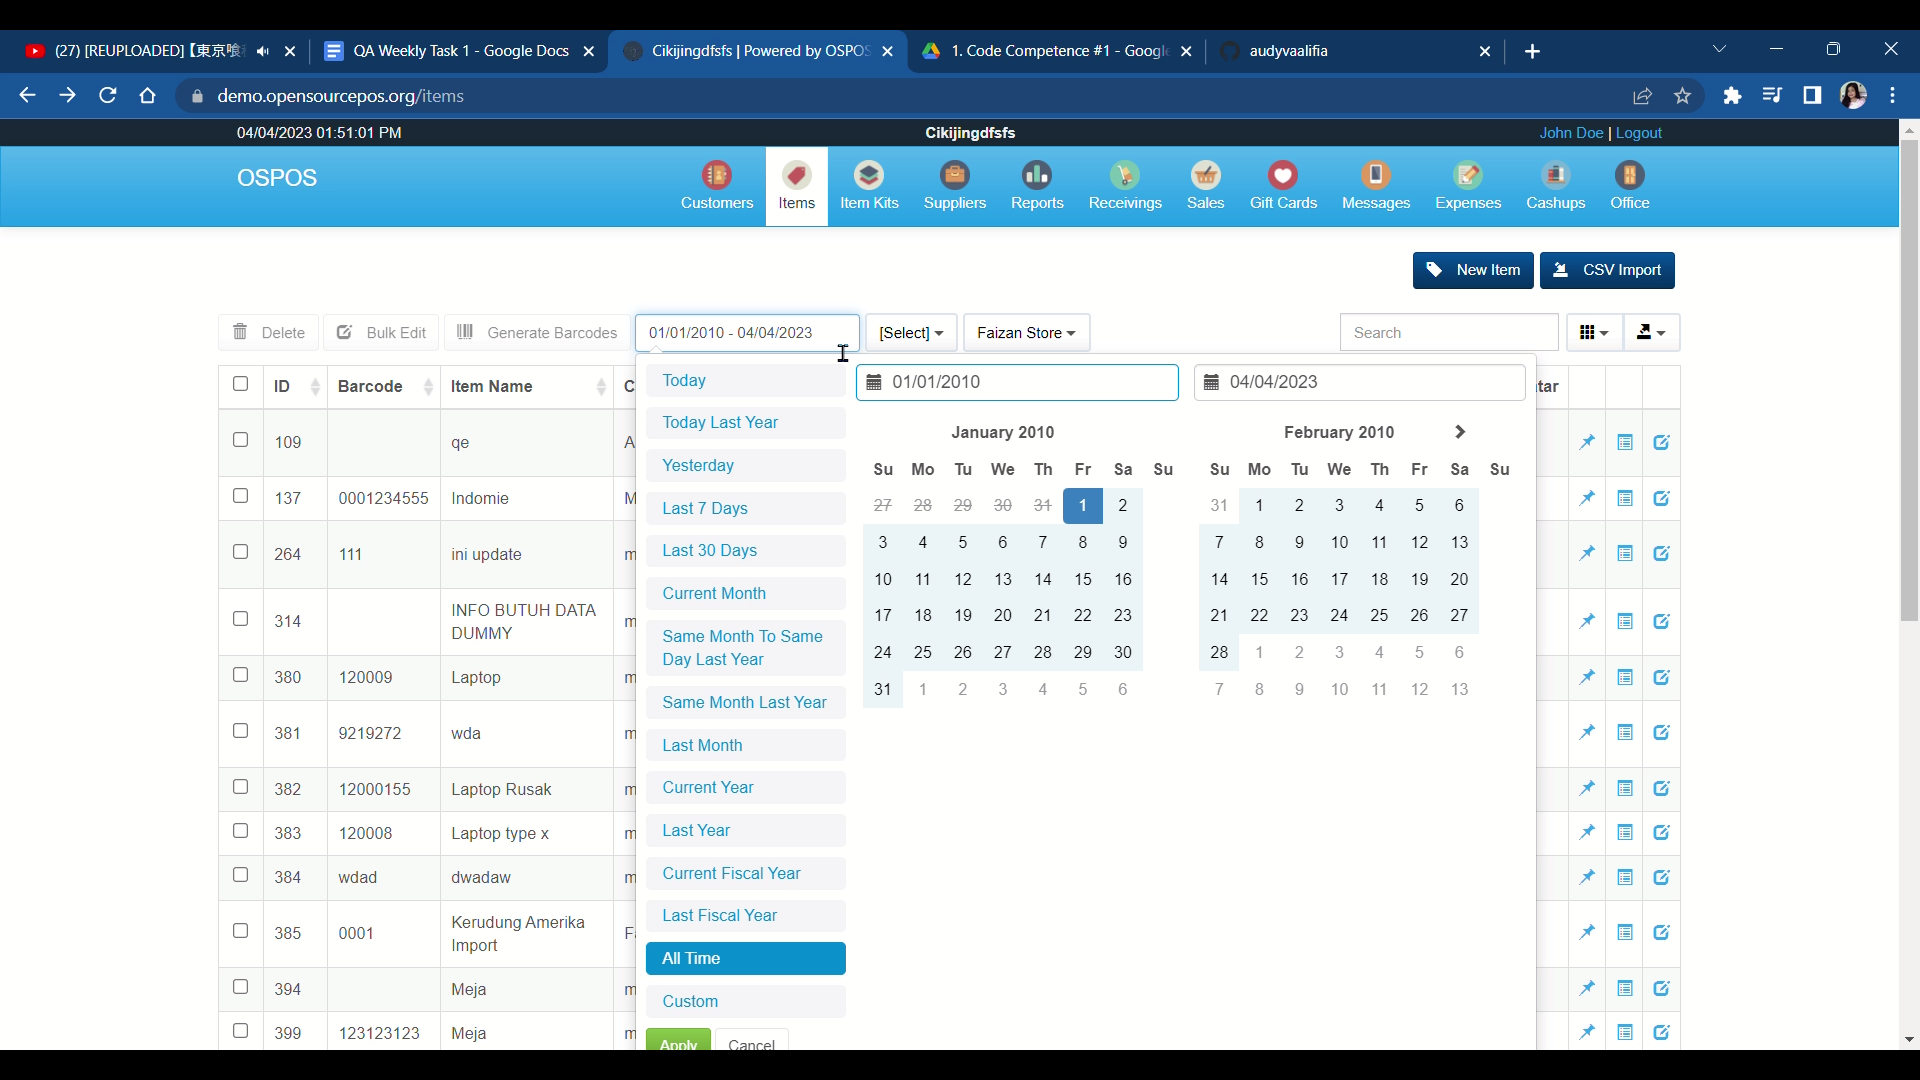 (27) [REUPLOADED]【東京喰
QA Weekly Task 1 - Google Docs
Cikijingdfsfs | Powered by OSPOS
1. Code Competence #1 - Google
audyvaalifia
demo.opensourcepos.org/items
04/04/2023 01:51:01 PM
Cikijingdfsfs
John Doe | Logout
OSPOS
Customers Items Item Kits Suppliers Reports Receivings Sales Gift Cards Messages Expenses Cashups Office
New Item CSV Import
Delete Bulk Edit Generate Barcodes 01/01/2010 - 04/04/2023 [Select] Faizan Store Search
ID Barcode Item Name C tar
109 qe A
137 0001234555 Indomie M
264 111 ini update m
314 INFO BUTUH DATA m
DUMMY
380 120009 Laptop m
381 9219272 wda m
382 12000155 Laptop Rusak m
383 120008 Laptop type x m
384 wdad dwadaw m
385 0001 Kerudung Amerika Fa
Import
394 Meja m
399 123123123 Meja m
Today
Today Last Year
Yesterday
Last 7 Days
Last 30 Days
Current Month
Same Month To Same
Day Last Year
Same Month Last Year
Last Month
Current Year
Last Year
Current Fiscal Year
Last Fiscal Year
All Time
Custom
Apply Cancel
01/01/2010
January 2010
Su Mo Tu We Th Fr Sa Su
27 28 29 30 31 1 2
3 4 5 6 7 8 9
10 11 12 13 14 15 16
17 18 19 20 21 22 23
24 25 26 27 28 29 30
31 1 2 3 4 5 6
04/04/2023
February 2010
Su Mo Tu We Th Fr Sa Su
31 1 2 3 4 5 6
7 8 9 10 11 12 13
14 15 16 17 18 19 20
21 22 23 24 25 26 27
28 1 2 3 4 5 6
7 8 9 10 11 12 13